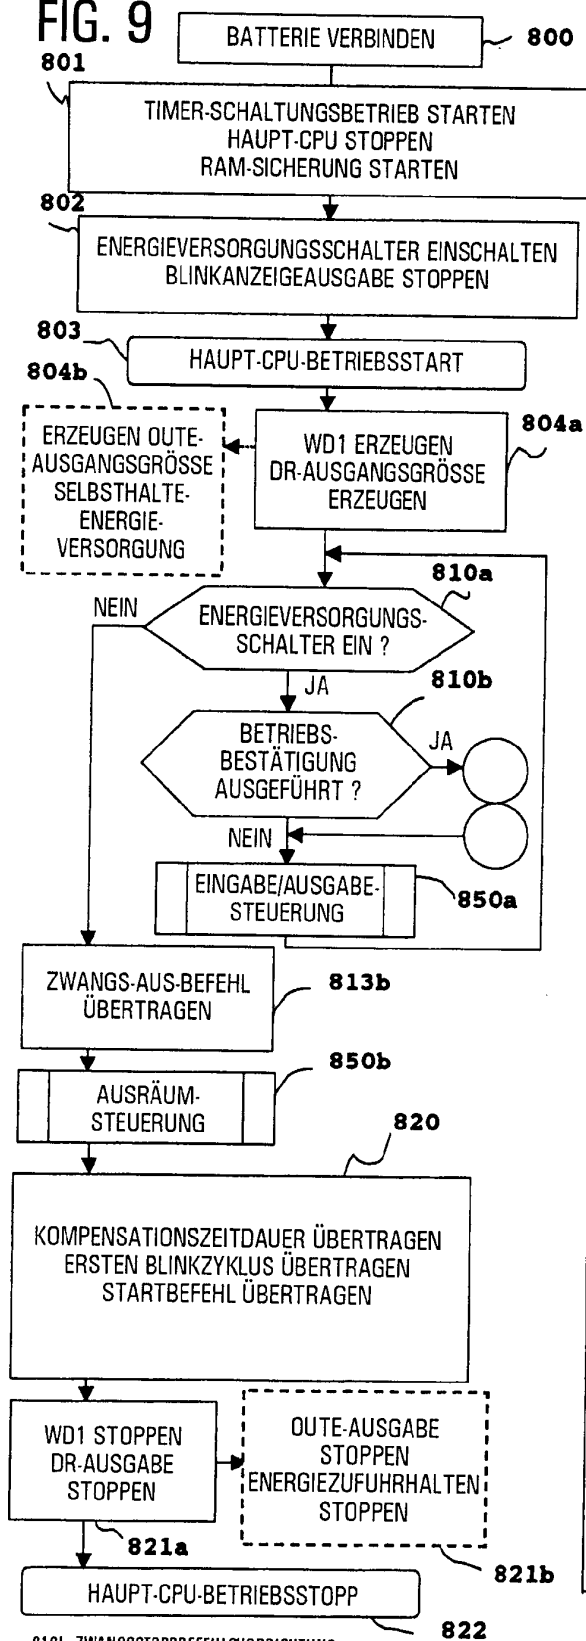 FIG. 9
BATTERIE VERBINDEN
800
801
TIMER-SCHALTUNGSBETRIEB STARTEN
HAUPT-CPU STOPPEN
RAM-SICHERUNG STARTEN
802
ENERGIEVERSORGUNGSSCHALTER EINSCHALTEN
BLINKANZEIGEAUSGABE STOPPEN
803
HAUPT-CPU-BETRIEBSSTART
804b
ERZEUGEN OUTE-
AUSGANGSGRÖSSE
SELBSTHALTE-
ENERGIE-
VERSORGUNG
804a
WD1 ERZEUGEN
DR-AUSGANGSGRÖSSE
ERZEUGEN
810a
NEIN
ENERGIEVERSORGUNGS-
SCHALTER EIN ?
JA
810b
BETRIEBS-
BESTÄTIGUNG
AUSGEFÜHRT ?
JA
NEIN
EINGABE/AUSGABE-
STEUERUNG
850a
ZWANGS-AUS-BEFEHL
ÜBERTRAGEN
813b
850b
AUSRÄUM-
STEUERUNG
820
KOMPENSATIONSZEITDAUER ÜBERTRAGEN
ERSTEN BLINKZYKLUS ÜBERTRAGEN
STARTBEFEHL ÜBERTRAGEN
WD1 STOPPEN
DR-AUSGABE
STOPPEN
OUTE-AUSGABE
STOPPEN
ENERGIEZUFUHRHALTEN
STOPPEN
821a
821b
HAUPT-CPU-BETRIEBSSTOPP
822